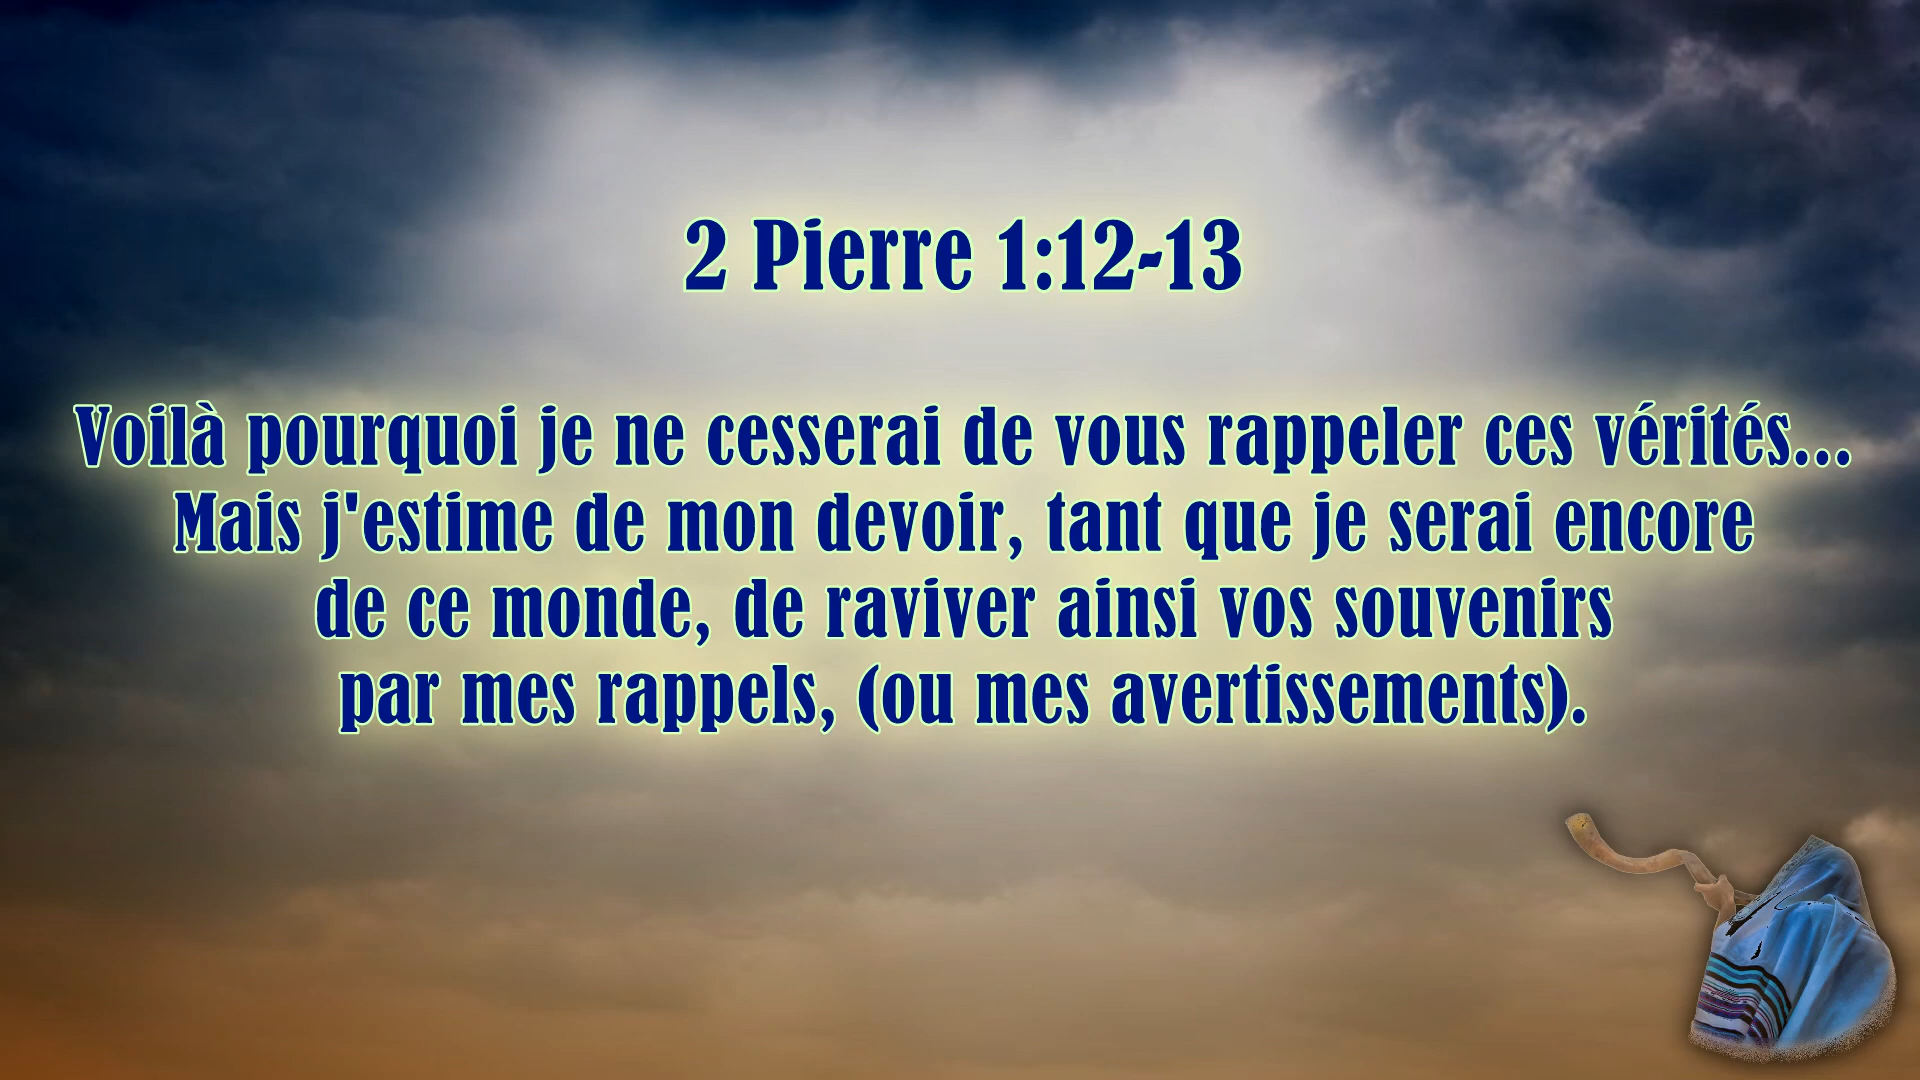 2 Pierre 1:12-13
Voilà pourquoi je ne cesserai de vous rappeler ces vérités...
Mais j'estime de mon devoir, tant que je serai encore
de ce monde, de raviver ainsi vos souvenirs
par mes rappels, (ou mes avertissements).